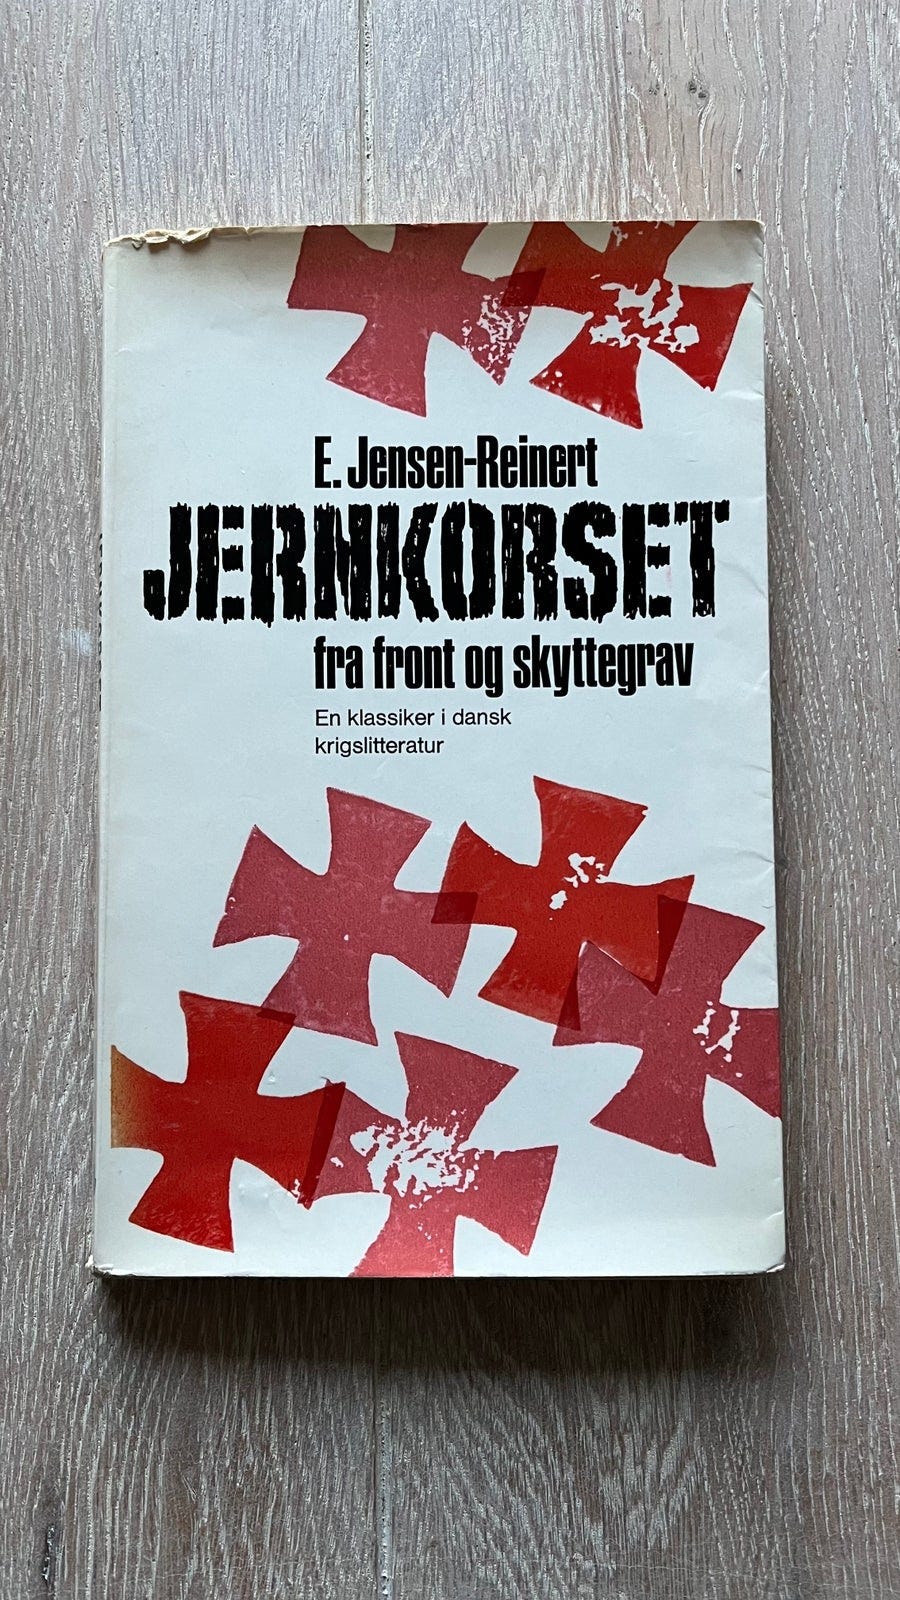 E. Jensen-Reinert
JERNKORSET
fra front og skyttegrav
En klassiker i dansk
krigslitteratur